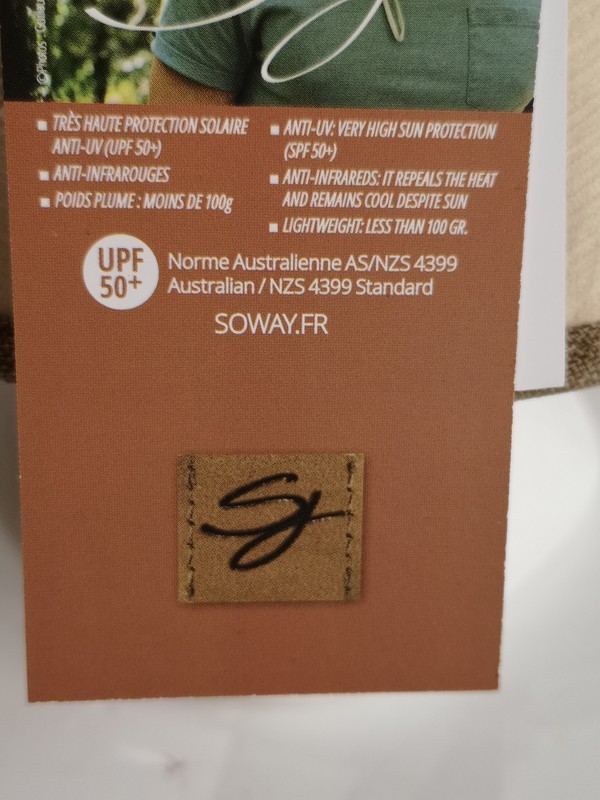 ©Photos - 
■ TRÈS HAUTE PROTECTION SOLAIRE
ANTI-UV (UPF 50+)
■ ANTI-INFRAROUGES
■ POIDS PLUME : MOINS DE 100g
■ ANTI-UV: VERY HIGH SUN PROTECTION
(SPF 50+)
■ ANTI-INFRAREDS: IT REPEALS THE HEAT
AND REMAINS COOL DESPITE SUN
■ LIGHTWEIGHT: LESS THAN 100 GR.
UPF
50+
Norme Australienne AS/NZS 4399
Australian / NZS 4399 Standard
SOWAY.FR